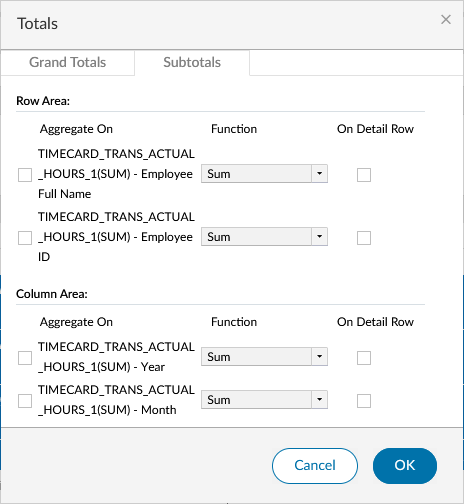 Totals
×
Grand Totals
Subtotals
Row Area:
Aggregate On Function On Detail Row
TIMECARD_TRANS_ACTUAL
_HOURS_1(SUM) - Employee Sum
Full Name
TIMECARD_TRANS_ACTUAL
_HOURS_1(SUM) - Employee Sum
ID
Column Area:
Aggregate On Function On Detail Row
TIMECARD_TRANS_ACTUAL
_HOURS_1(SUM) - Year Sum
TIMECARD_TRANS_ACTUAL
_HOURS_1(SUM) - Month Sum
Cancel OK